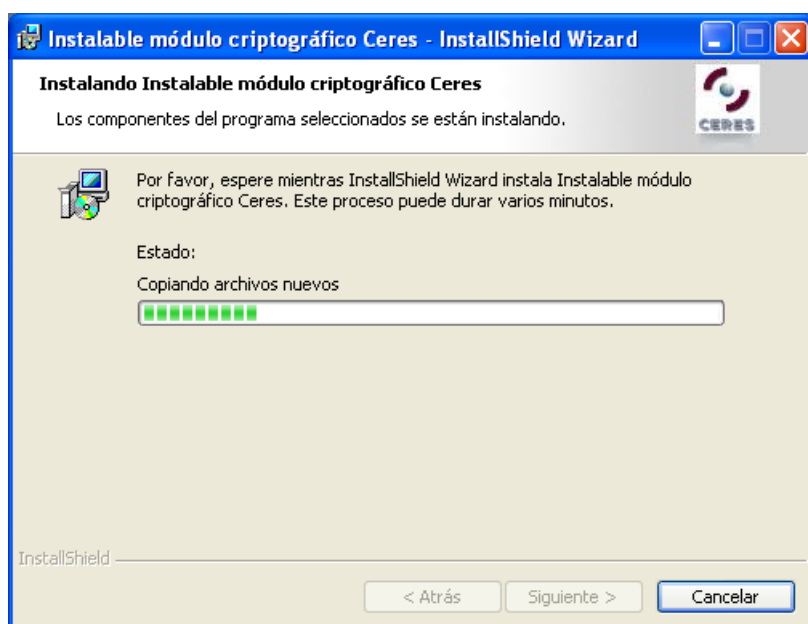 Instalable módulo criptográfico Ceres - InstallShield Wizard
Instalando Instalable módulo criptográfico Ceres
Los componentes del programa seleccionados se están instalando.
CERES
Por favor, espere mientras InstallShield Wizard instala Instalable módulo
criptográfico Ceres. Este proceso puede durar varios minutos.
Estado:
Copiando archivos nuevos
InstallShield
< Atrás
Siguiente >
Cancelar